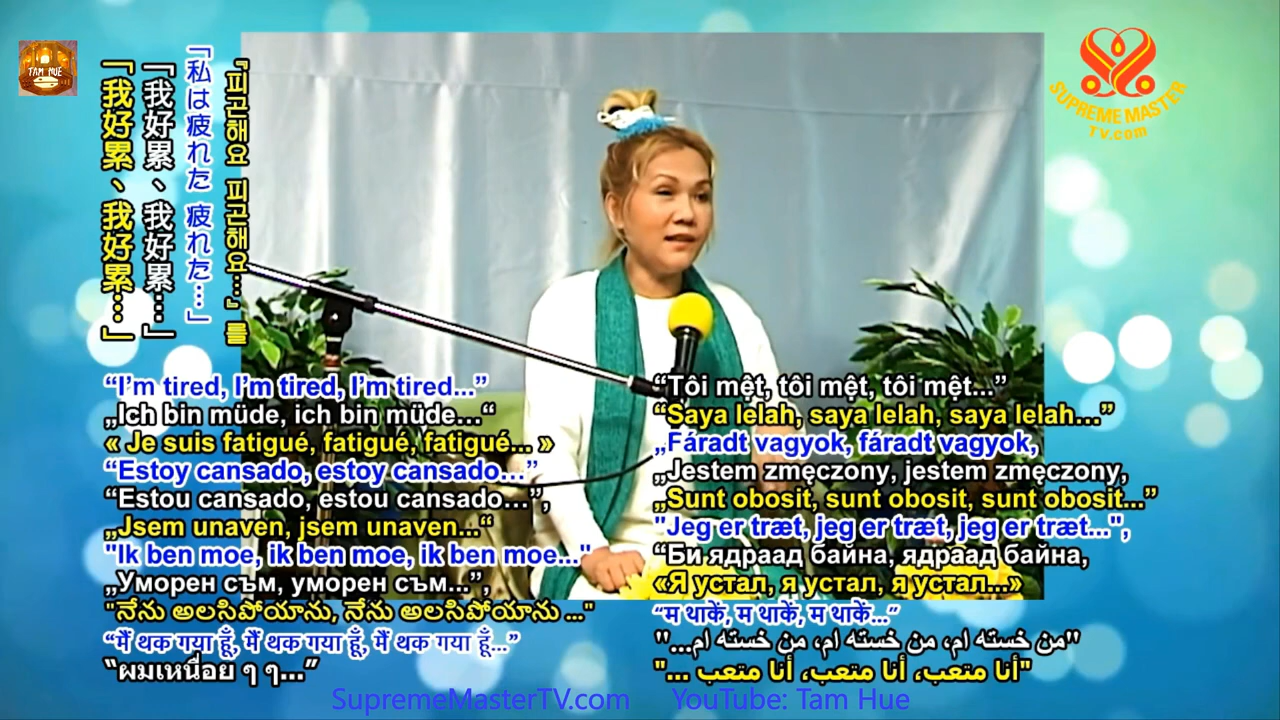 TAM HUE
SUPREME MASTER
TV.com
『피곤해요 피곤해요…』를
「私は疲れた 疲れた…」
「我好累、我好累…」
「我好累、我好累…」
“I’m tired, I’m tired, I’m tired...”
„Ich bin müde, ich bin müde…“
« Je suis fatigué, fatigué, fatigué... »
“Estoy cansado, estoy cansado…”
“Estou cansado, estou cansado…”,
„Jsem unaven, jsem unaven...“
"Ik ben moe, ik ben moe, ik ben moe..."
„Уморен съм, уморен съм...”,
"నేను అలసిపోయాను, నేను అలసిపోయాను ..."
“मैं थक गया हूँ, मैं थक गया हूँ, मैं थक गया हूँ...”
“ผมเหนื่อย ๆ ๆ...”
“Tôi mệt, tôi mệt, tôi mệt...”
“Saya lelah, saya lelah, saya lelah…”
„Fáradt vagyok, fáradt vagyok,
„Jestem zmęczony, jestem zmęczony,
„Sunt obosit, sunt obosit, sunt obosit...”
"Jeg er træt, jeg er træt, jeg er træt...",
“Би ядраад байна, ядраад байна,
«Я устал, я устал, я устал...»
“म थाकें, म थाकें, म थाकें...”
"من خسته ام، من خسته ام، من خسته ام..."
"أنا متعب، أنا متعب، أنا متعب ..."
SupremeMasterTV.com YouTube: Tam Hue